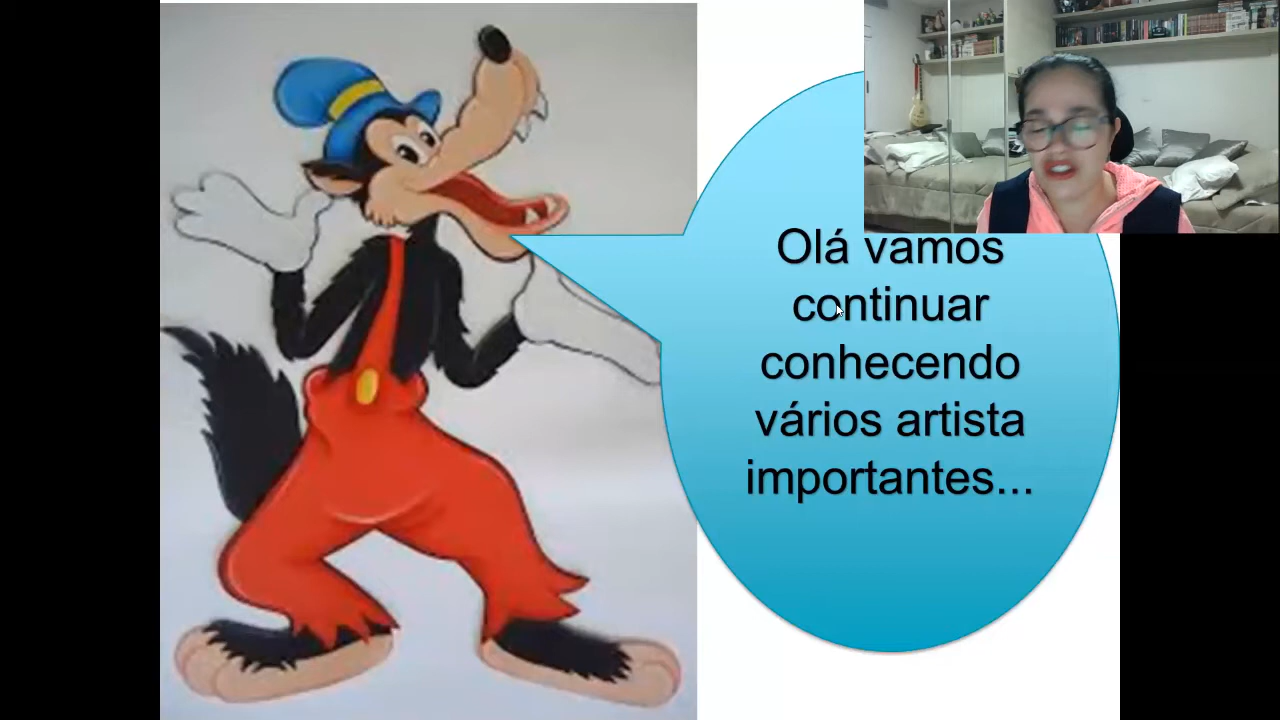 Olá vamos
continuar
conhecendo
vários artista
importantes...